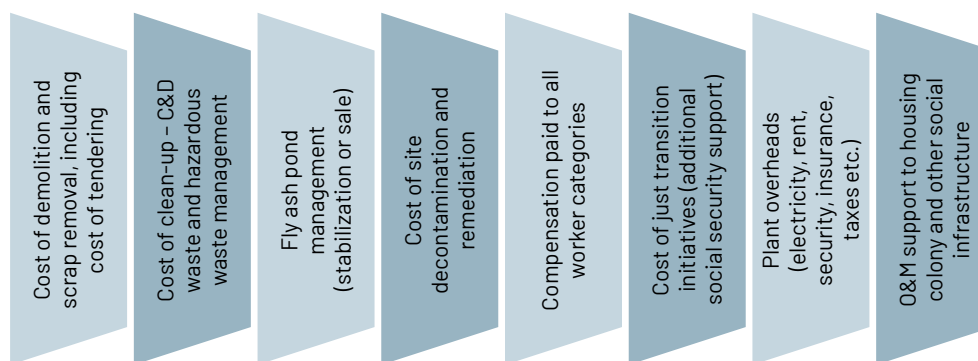 Cost of demolition and
scrap removal, including
cost of tendering
Cost of clean-up – C&D
waste and hazardous
waste management
Fly ash pond
management
(stabilization or sale)
Cost of site
decontamination and
remediation
Compensation paid to all
worker categories
Cost of just transition
initiatives (additional
social security support)
Plant overheads
(electricity, rent,
security, insurance,
taxes etc.)
O&M support to housing
colony and other social
infrastructure